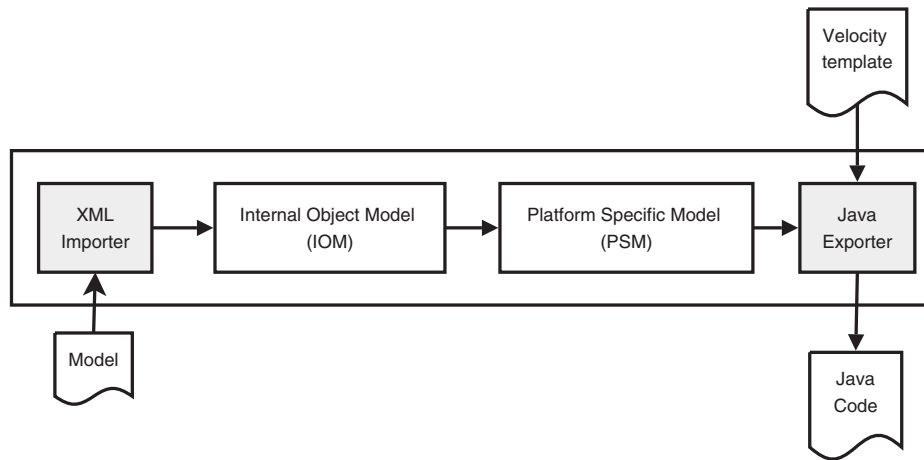 Velocity
template
XML
Importer
Internal Object Model
(IOM)
Platform Specific Model
(PSM)
Java
Exporter
Model
Java
Code